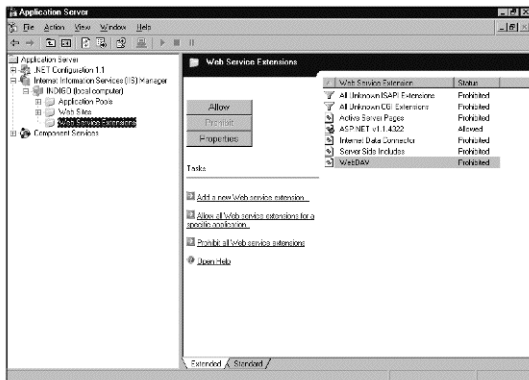 Application Server
File Action View Window Help
Application Server
.NET Configuration 1.1
Internet Information Services (IIS) Manager
INDIGO (local computer)
Application Pools
Web Sites
Web Service Extensions
Component Services
Web Service Extensions
Allow
Prohibit
Properties
Tasks
Add a new Web service extension...
Allow all Web service extensions for a
specific application...
Prohibit all Web service extensions
Open Help
Web Service Extension Status
All Unknown ISAPI Extensions Prohibited
All Unknown CGI Extensions Prohibited
Active Server Pages Prohibited
ASP.NET v1.1.4322 Allowed
Internet Data Connector Prohibited
Server Side Includes Prohibited
WebDAV Prohibited
Extended Standard